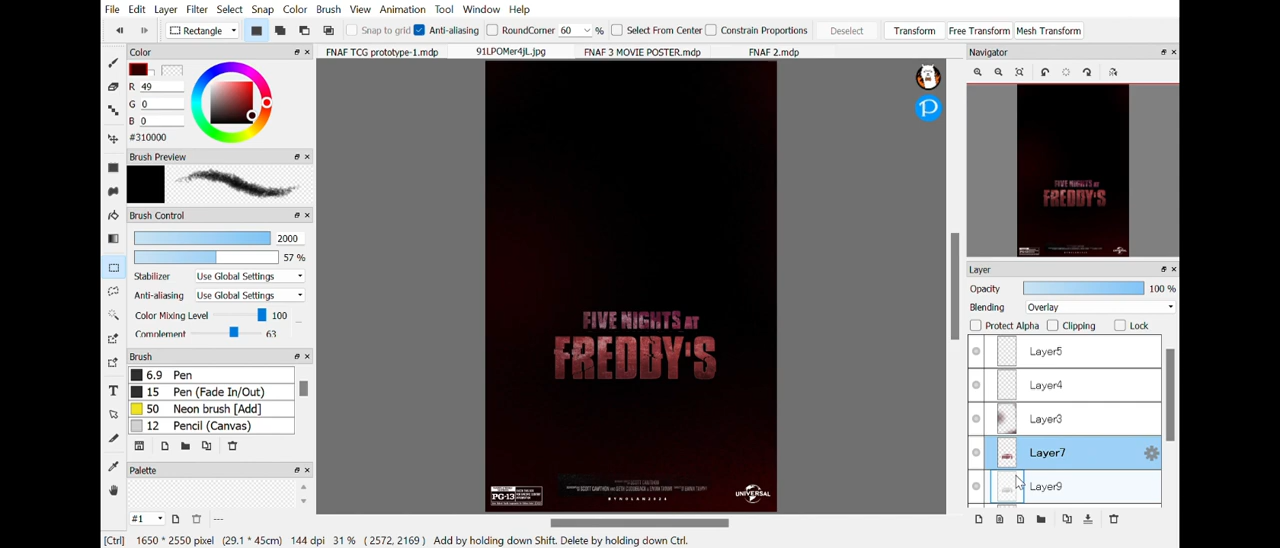 File Edit Layer Filter Select Snap Color Brush View Animation Tool Window Help
Rectangle Snap to grid Anti-aliasing RoundCorner 60 % Select From Center Constrain Proportions Deselect Transform Free Transform Mesh Transform
Color
FNAF TCG prototype-1.mdp 91LPOMer4jL.jpg FNAF 3 MOVIE POSTER.mdp FNAF 2.mdp
Navigator
R 49
G 0
B 0
#310000
Brush Preview
Brush Control
2000
57 %
Stabilizer Use Global Settings
Anti-aliasing Use Global Settings
Color Mixing Level 100
Complement 63
Brush
6.9 Pen
15 Pen (Fade In/Out)
50 Neon brush [Add]
12 Pencil (Canvas)
Palette
#1 ---
FIVE NIGHTS AT
FREDDY'S
PG-13
UNIVERSAL
FIVE NIGHTS AT
FREDDY'S
Layer
Opacity 100 %
Blending Overlay
Protect Alpha Clipping Lock
Layer5
Layer4
Layer3
Layer7
Layer9
[Ctrl] 1650 * 2550 pixel (29.1 * 45cm) 144 dpi 31 % ( 2572, 2169 ) Add by holding down Shift. Delete by holding down Ctrl.